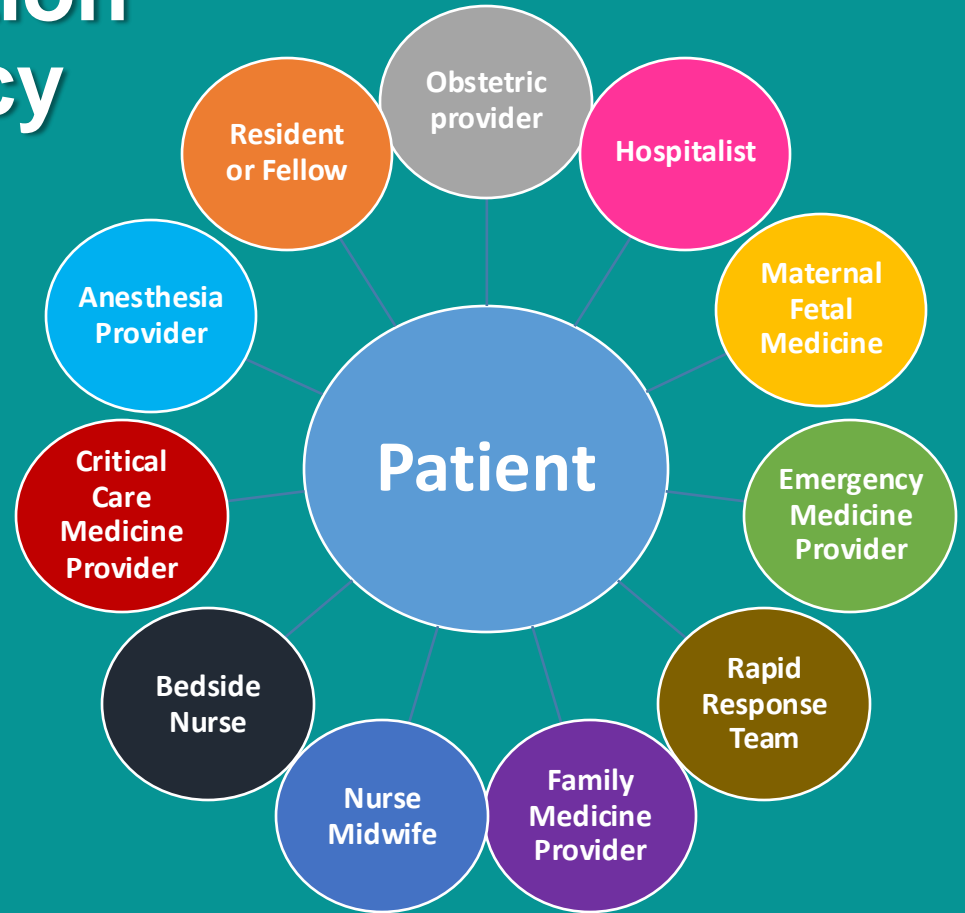 Obstetric
provider
Hospitalist
Maternal
Fetal
Medicine
Emergency
Medicine
Provider
Rapid
Response
Team
Family
Medicine
Provider
Nurse
Midwife
Bedside
Nurse
Critical
Care
Medicine
Provider
Anesthesia
Provider
Resident
or Fellow
Patient